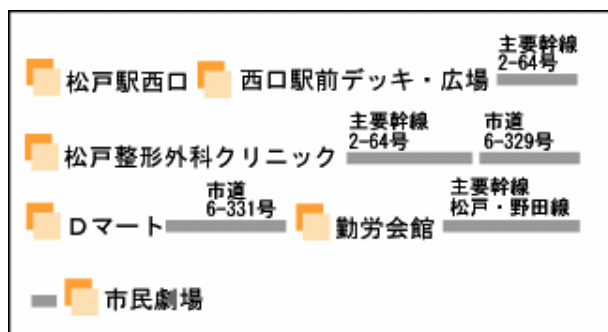 主要幹線
2-64号
松戸駅西口 西口駅前デッキ・広場
主要幹線 市道
2-64号 6-329号
松戸整形外科クリニック
市道 主要幹線
6-331号 松戸・野田線
Dマート 勤労会館
市民劇場